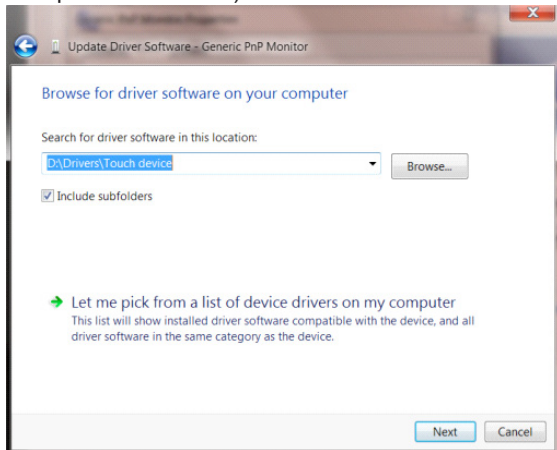 Update Driver Software - Generic PnP Monitor
Browse for driver software on your computer
Search for driver software in this location:
D:\Drivers\Touch device
Browse...
Include subfolders
Let me pick from a list of device drivers on my computer
This list will show installed driver software compatible with the device, and all
driver software in the same category as the device.
Next Cancel